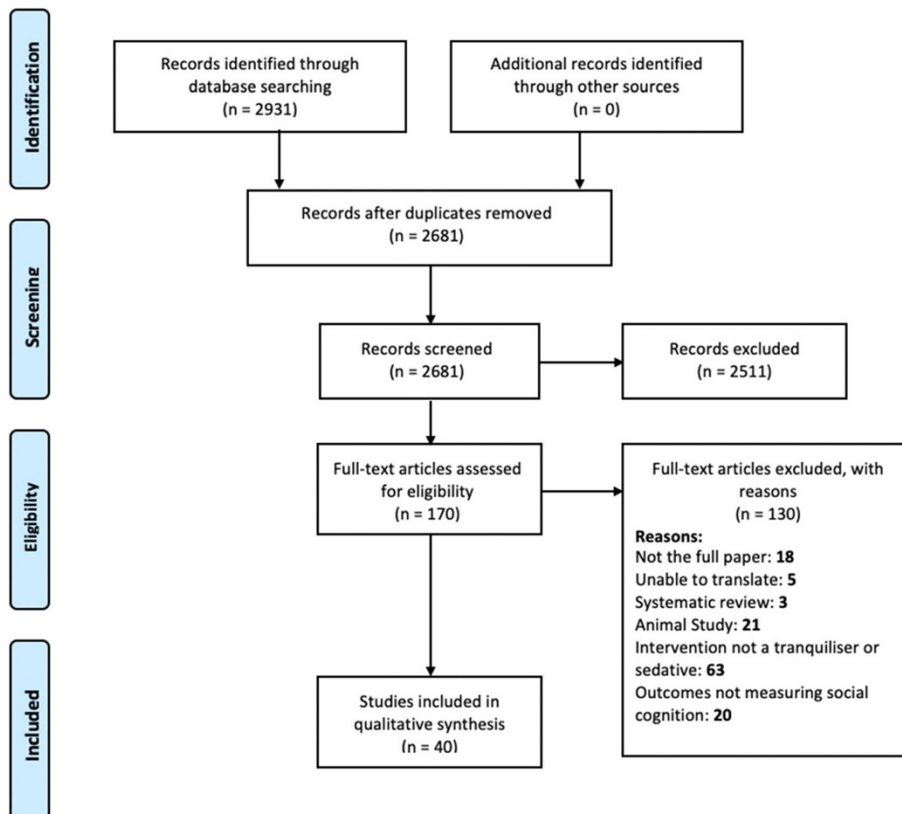 Identification
Records identified through
database searching
(n = 2931)
Additional records identified
through other sources
(n = 0)
Records after duplicates removed
(n = 2681)
Screening
Records screened
(n = 2681)
Records excluded
(n = 2511)
Eligibility
Full-text articles assessed
for eligibility
(n = 170)
Full-text articles excluded, with
reasons
(n = 130)
Reasons:
Not the full paper: 18
Unable to translate: 5
Systematic review: 3
Animal Study: 21
Intervention not a tranquiliser or
sedative: 63
Outcomes not measuring social
cognition: 20
Included
Studies included in
qualitative synthesis
(n = 40)